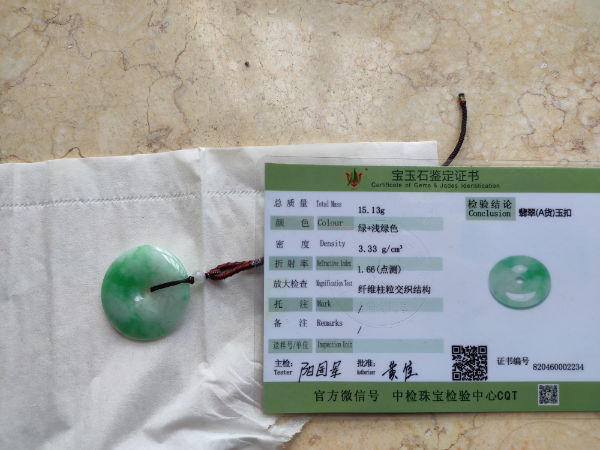 宝玉石鉴定证书
Certificate of Gems & Jades Identification
总质量 Total Mass 15.13g
颜色 Colour 绿+浅绿色
密度 Density 3.33 g/cm³
折射率 Refractive Index 1.66(点测)
放大检查 Magnification Test 纤维柱粒交织结构
托注 Mark /
备注 Remarks /
送样号/单位 Inspection Unit
主检: Tester 批准: Authoriser
检验结论 Conclusion 翡翠(A货)玉扣
证书编号 820460002234
官方微信号 中检珠宝检验中心CQT